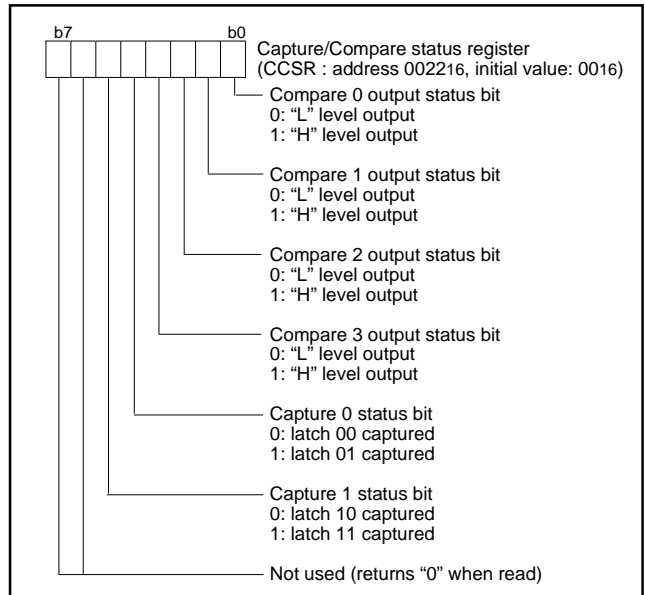 b7 b0
Capture/Compare status register
(CCSR : address 002216, initial value: 0016)
Compare 0 output status bit
0: “L” level output
1: “H” level output
Compare 1 output status bit
0: “L” level output
1: “H” level output
Compare 2 output status bit
0: “L” level output
1: “H” level output
Compare 3 output status bit
0: “L” level output
1: “H” level output
Capture 0 status bit
0: latch 00 captured
1: latch 01 captured
Capture 1 status bit
0: latch 10 captured
1: latch 11 captured
Not used (returns “0” when read)